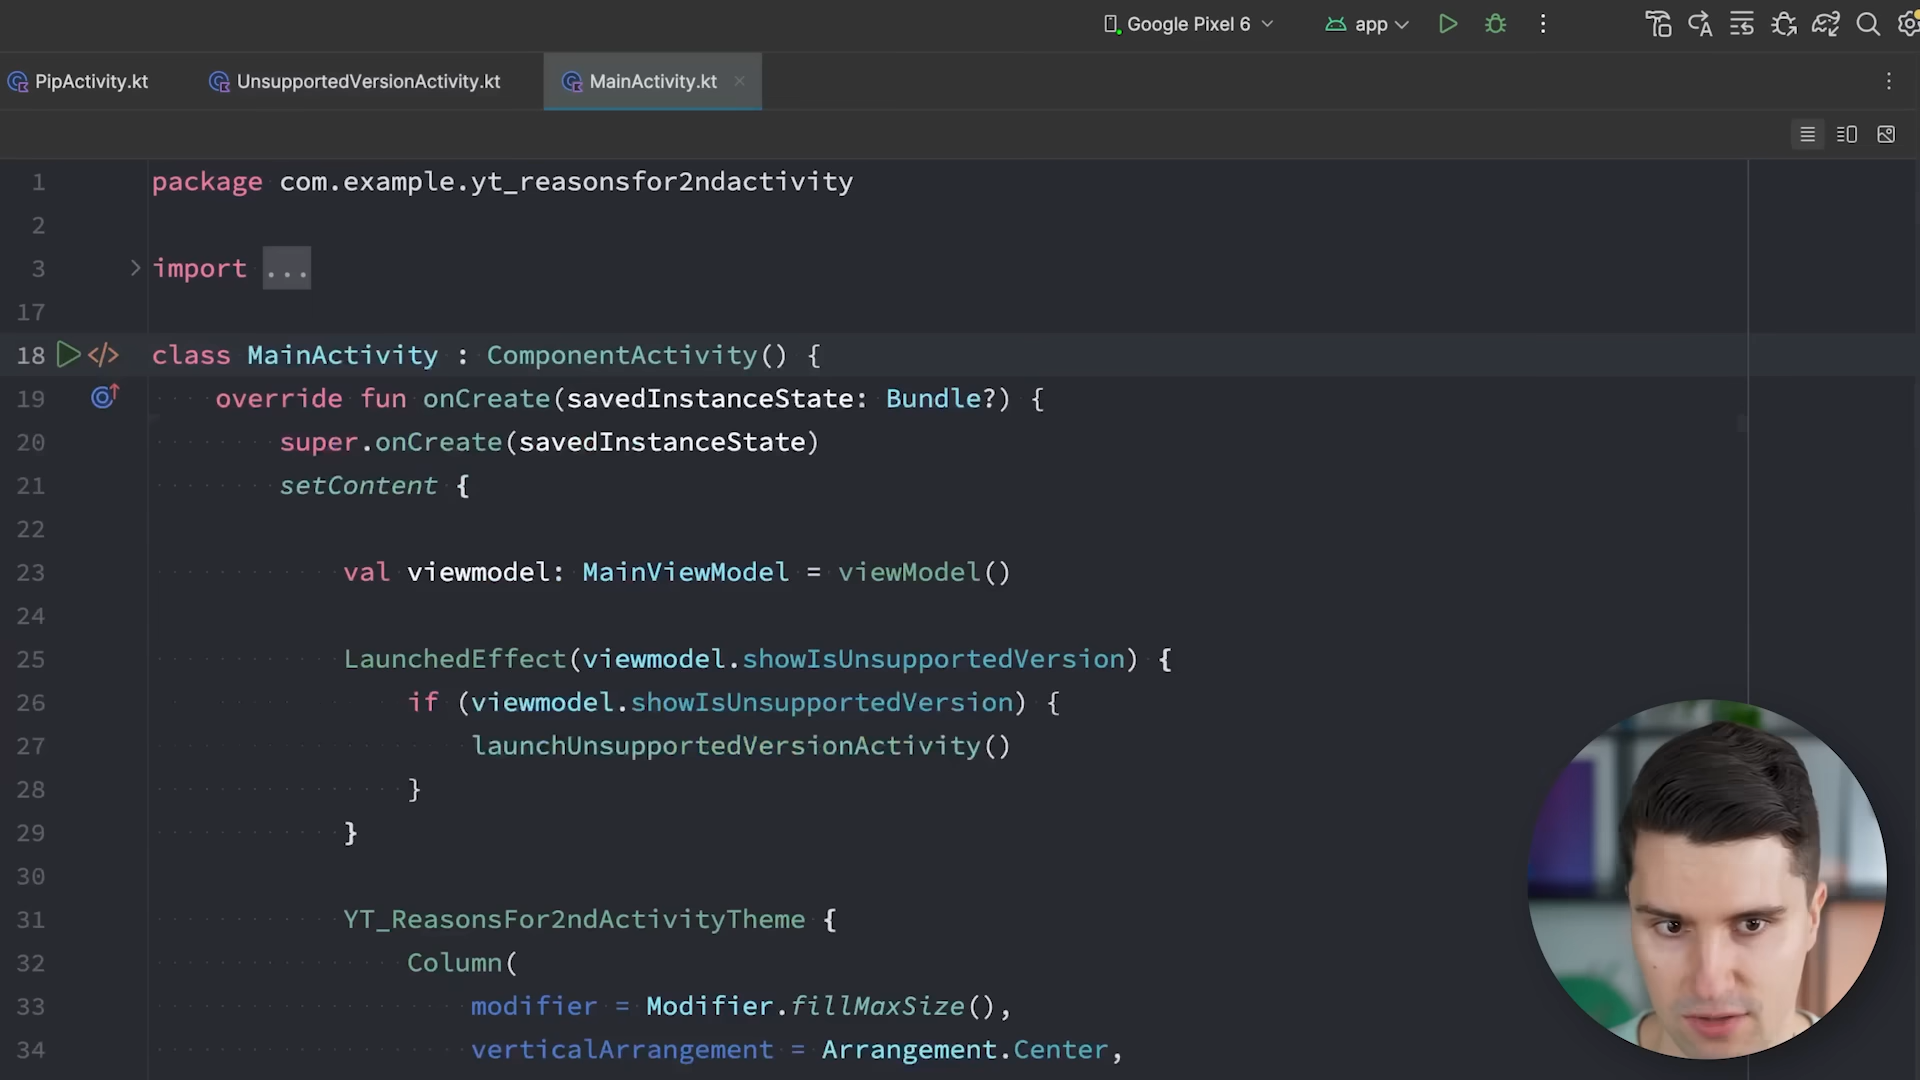 Google Pixel 6 app
PipActivity.kt UnsupportedVersionActivity.kt MainActivity.kt
1 package com.example.yt_reasonsfor2ndactivity
2
3 import ...
17
18 class MainActivity : ComponentActivity() {
19 override fun onCreate(savedInstanceState: Bundle?) {
20 super.onCreate(savedInstanceState)
21 setContent {
22
23 val viewmodel: MainViewModel = viewModel()
24
25 LaunchedEffect(viewmodel.showIsUnsupportedVersion) {
26 if (viewmodel.showIsUnsupportedVersion) {
27 launchUnsupportedVersionActivity()
28 }
29 }
30
31 YT_ReasonsFor2ndActivityTheme {
32 Column(
33 modifier = Modifier.fillMaxSize(),
34 verticalArrangement = Arrangement.Center,